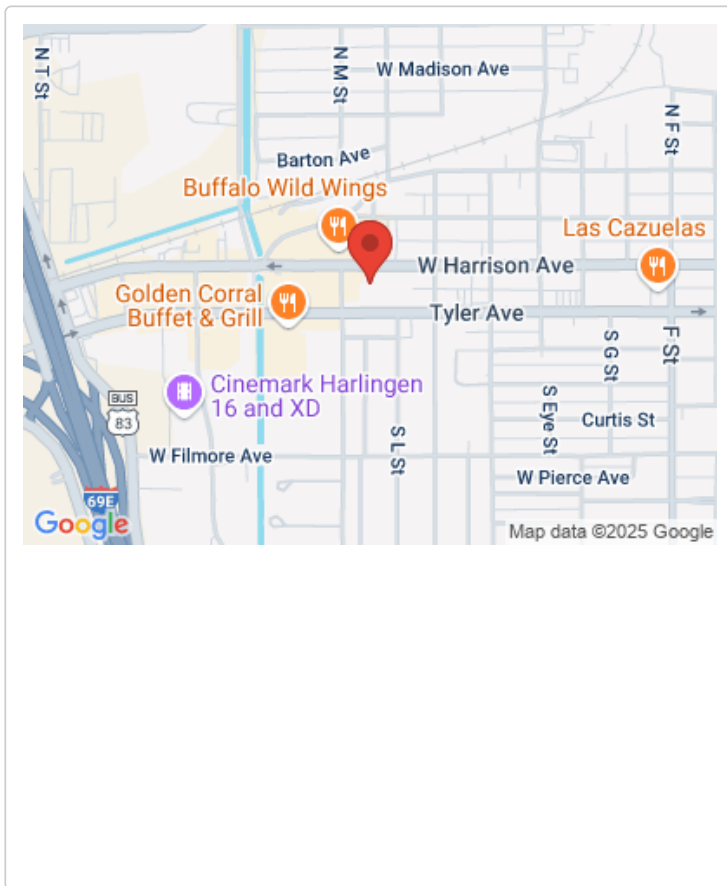 N T St
N M St
W Madison Ave
N F St
Barton Ave
Buffalo Wild Wings
Las Cazuelas
W Harrison Ave
Golden Corral
Buffet & Grill
Tyler Ave
F St
S G St
Cinemark Harlingen
16 and XD
BUS
83
S Eye St
Curtis St
S L St
W Filmore Ave
W Pierce Ave
69E
Google
Map data ©2025 Google